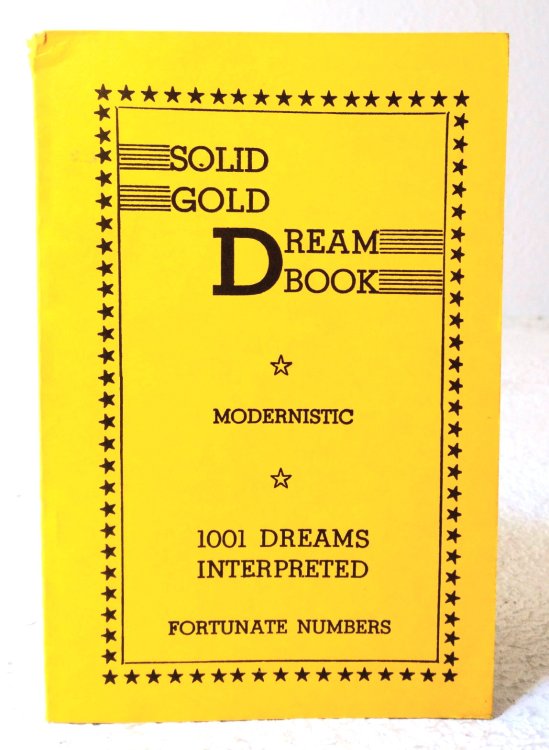 SOLID
GOLD
DREAM
BOOK
MODERNISTIC
1001 DREAMS
INTERPRETED
FORTUNATE NUMBERS